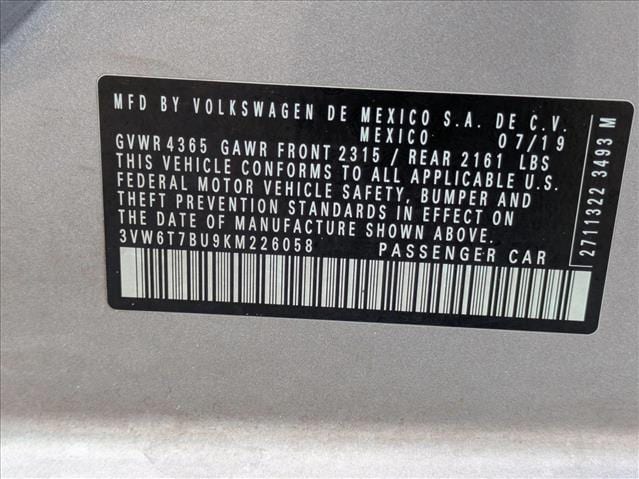 MFD BY VOLKSWAGEN DE MEXICO S.A. DE C.V.
MEXICO 07/19
GVWR 4365 GAWR FRONT 2315 / REAR 2161 LBS
THIS VEHICLE CONFORMS TO ALL APPLICABLE U.S.
FEDERAL MOTOR VEHICLE SAFETY, BUMPER AND
THEFT PREVENTION STANDARDS IN EFFECT ON
THE DATE OF MANUFACTURE SHOWN ABOVE.
3VW6T7BU9KM226058 PASSENGER CAR
27111322 3493 M